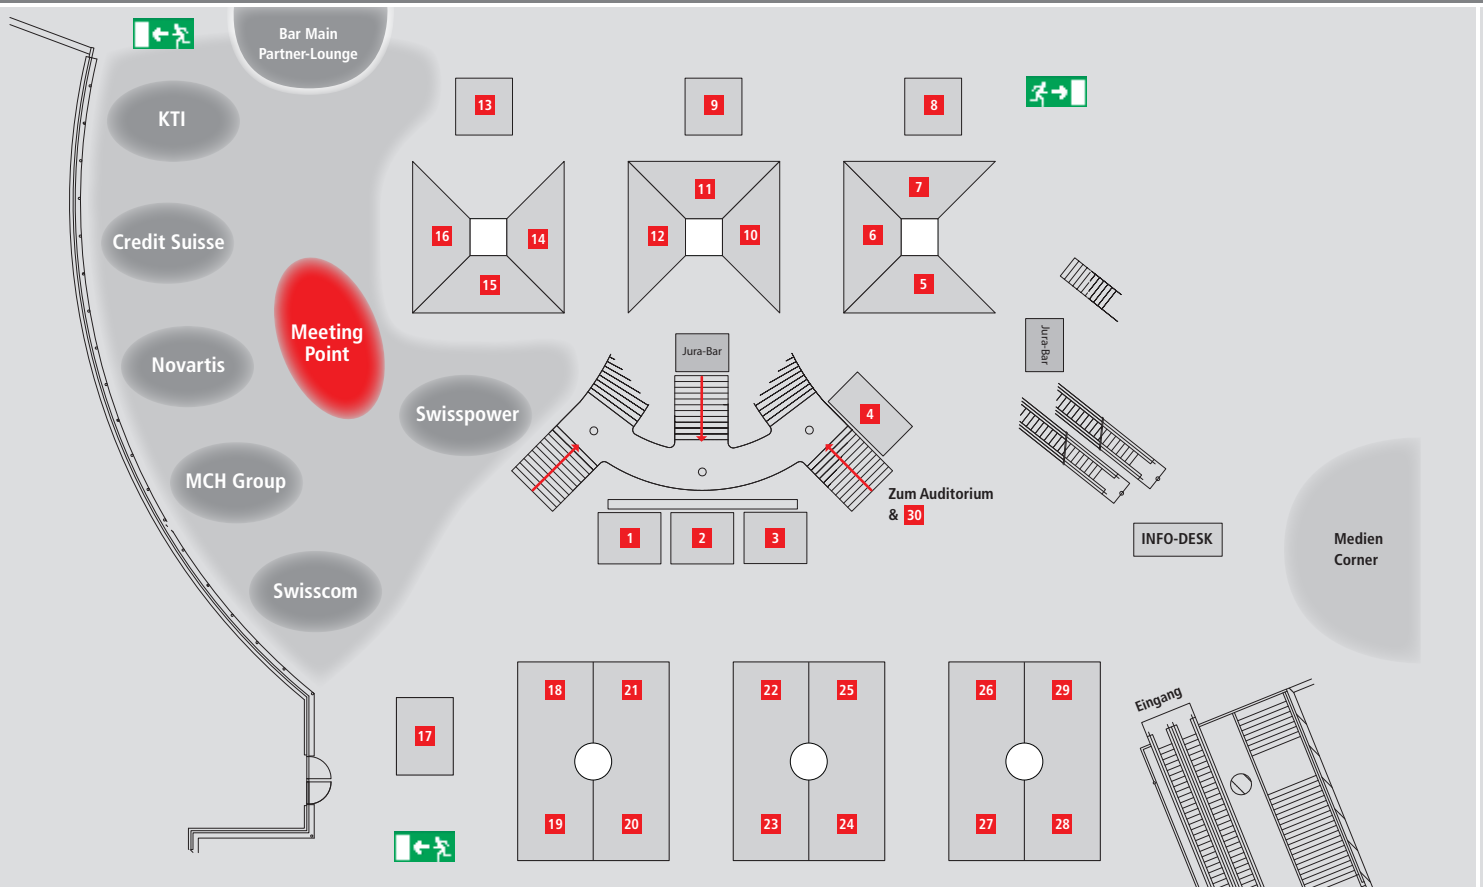 Bar Main
Partner-Lounge
KTI
13
9
8
11
7
Credit Suisse
16
14
12
10
6
15
5
Meeting
Point
Jura-Bar
Jura-Bar
Novartis
Swisspower
4
MCH Group
Zum Auditorium
& 30
1
2
3
INFO-DESK
Medien
Corner
Swisscom
18
21
22
25
26
29
Eingang
17
19
20
23
24
27
28